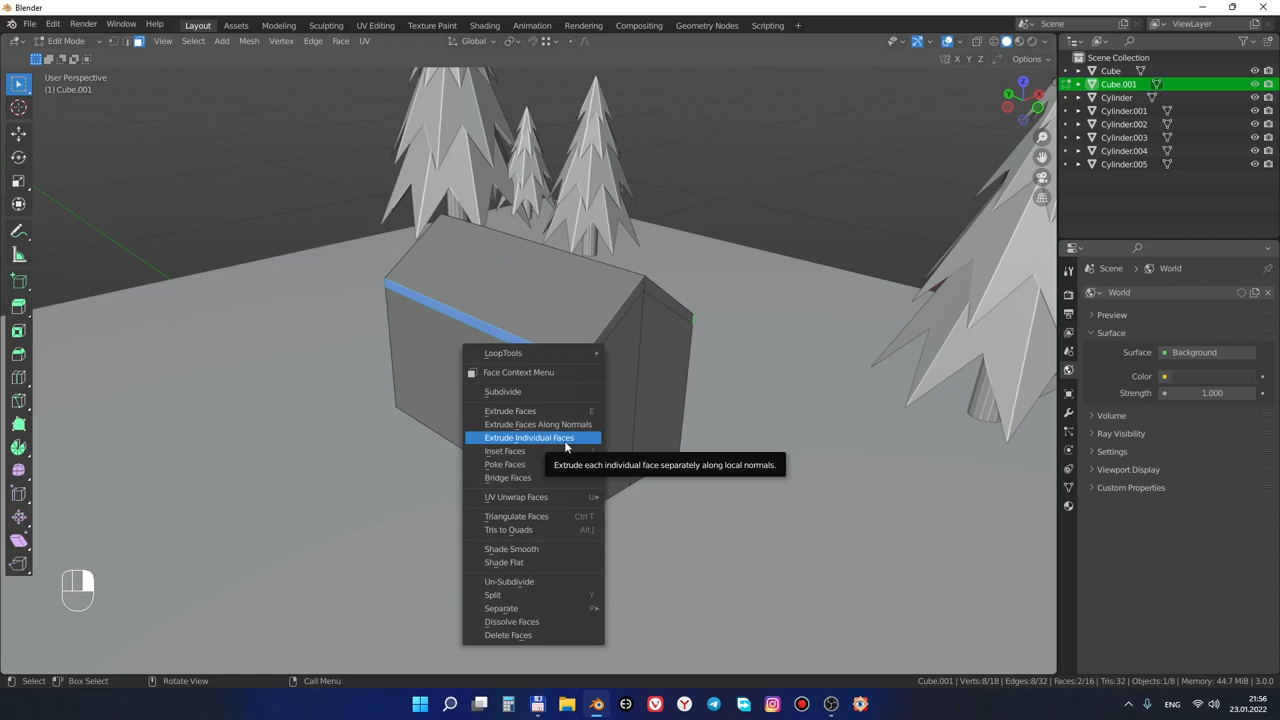 Blender
File Edit Render Window Help Layout Assets Modeling Sculpting UV Editing Texture Paint Shading Animation Rendering Compositing Geometry Nodes Scripting + Scene ViewLayer
Edit Mode View Select Add Mesh Vertex Edge Face UV Global
X Y Z Options
User Perspective
(1) Cube.001
Z
Y X
Scene Collection
Cube
Cube.001
Cylinder
Cylinder.001
Cylinder.002
Cylinder.003
Cylinder.004
Cylinder.005
Scene > World
World
Preview
Surface
Surface Background
Color
Strength 1.000
Volume
Ray Visibility
Settings
Viewport Display
Custom Properties
LoopTools
Face Context Menu
Subdivide
Extrude Faces E
Extrude Faces Along Normals
Extrude Individual Faces
Inset Faces I
Poke Faces
Bridge Faces
UV Unwrap Faces U
Triangulate Faces Ctrl T
Tris to Quads Alt J
Shade Smooth
Shade Flat
Un-Subdivide
Split Y
Separate P
Dissolve Faces
Delete Faces
Extrude each individual face separately along local normals.
Select Box Select Rotate View Call Menu Cube.001 | Verts:8/18 | Edges:8/32 | Faces:2/16 | Tris:32 | Objects:1/8 | Memory: 44.7 MiB | 3.0.0
ENG 21:56
23.01.2022